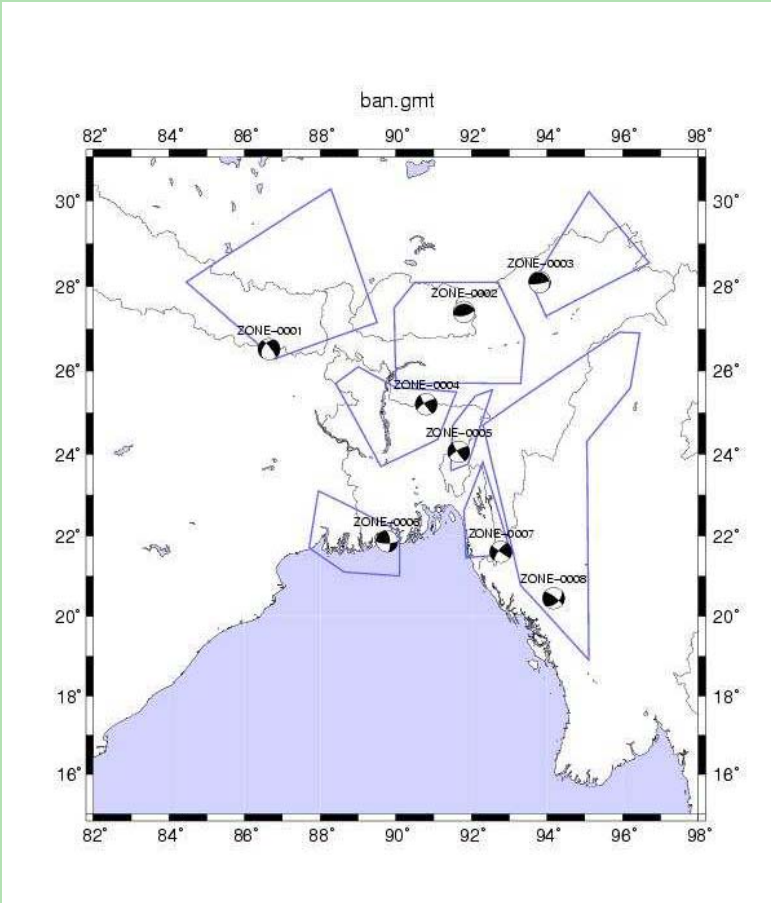 ban.gmt
82° 84° 86° 88° 90° 92° 94° 96° 98°
30° 30°
ZONE-0003
28° 28°
ZONE-0002
ZONE-0001
26° 26°
ZONE-0004
ZONE-0005
24° 24°
ZONE-0006
22° 22°
ZONE-0007
ZONE-0008
20° 20°
18° 18°
16° 16°
82° 84° 86° 88° 90° 92° 94° 96° 98°